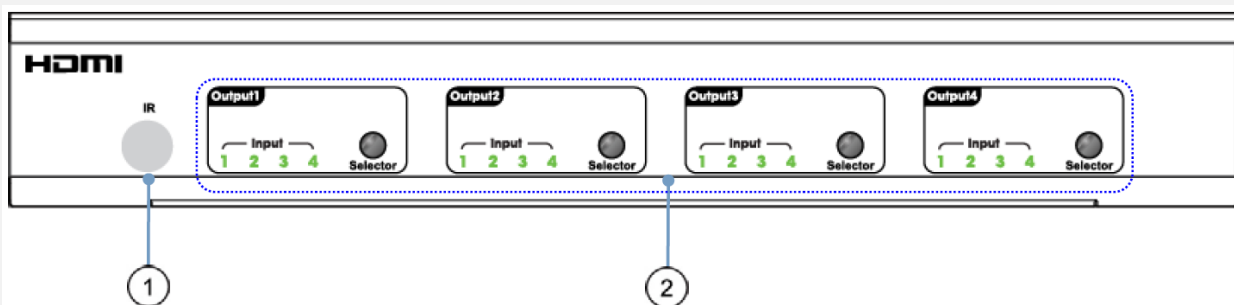 HDMI
IR
Output1
Input
1 2 3 4
Selector
Output2
Input
1 2 3 4
Selector
Output3
Input
1 2 3 4
Selector
Output4
Input
1 2 3 4
Selector
1
2